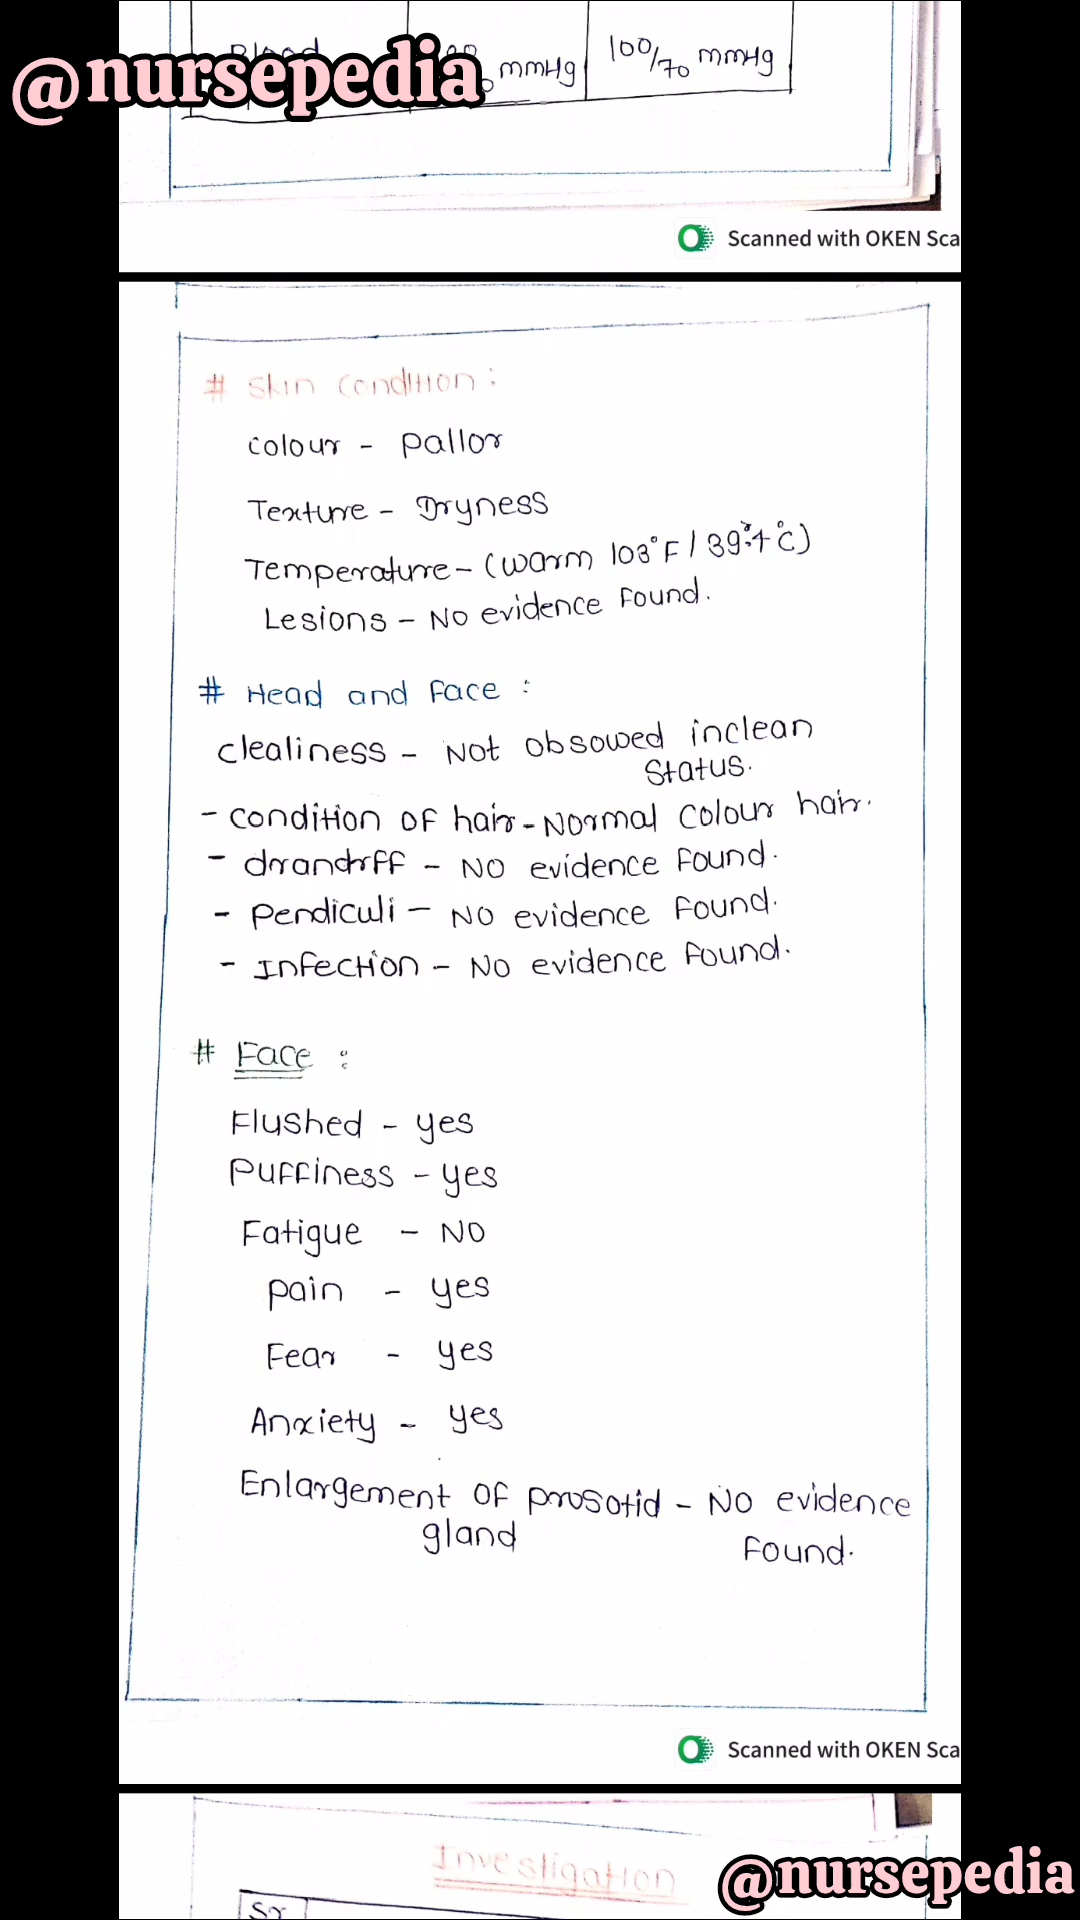 @nursepedia
mmHg
100/70 mmHg
Scanned with OKEN Sca
# Skin Condition :
Colour - Pallor
Texture - Dryness
Temperature - (warm 103°F / 39.4°C)
Lesions - No evidence Found.
# Head and Face :
Clealiness - Not obsowed inclean
Status.
- Condition OF hair - Normal Colour hair.
- drandrff - NO evidence Found.
- Pendiculi - NO evidence Found.
- Infection - No evidence Found.
# Face :
Flushed - yes
Puffiness - yes
Fatigue - NO
Pain - yes
Fear - yes
Anxiety - yes
Enlargement OF prosotid - No evidence
gland Found.
Scanned with OKEN Sca
Investigation
@nursepedia
Sr